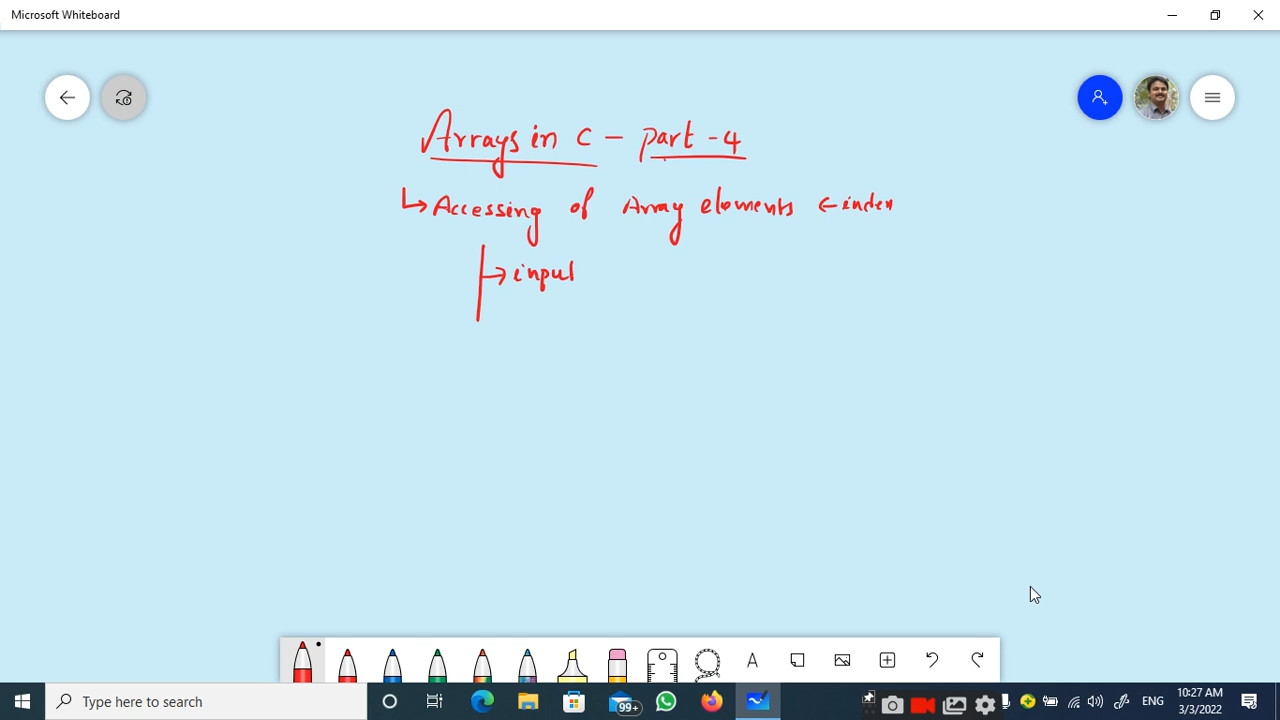 Microsoft Whiteboard
Arrays in C – part -4
↳ Accessing of Array elements ← index
→ input
A
Type here to search
99+
ENG
10:27 AM
3/3/2022